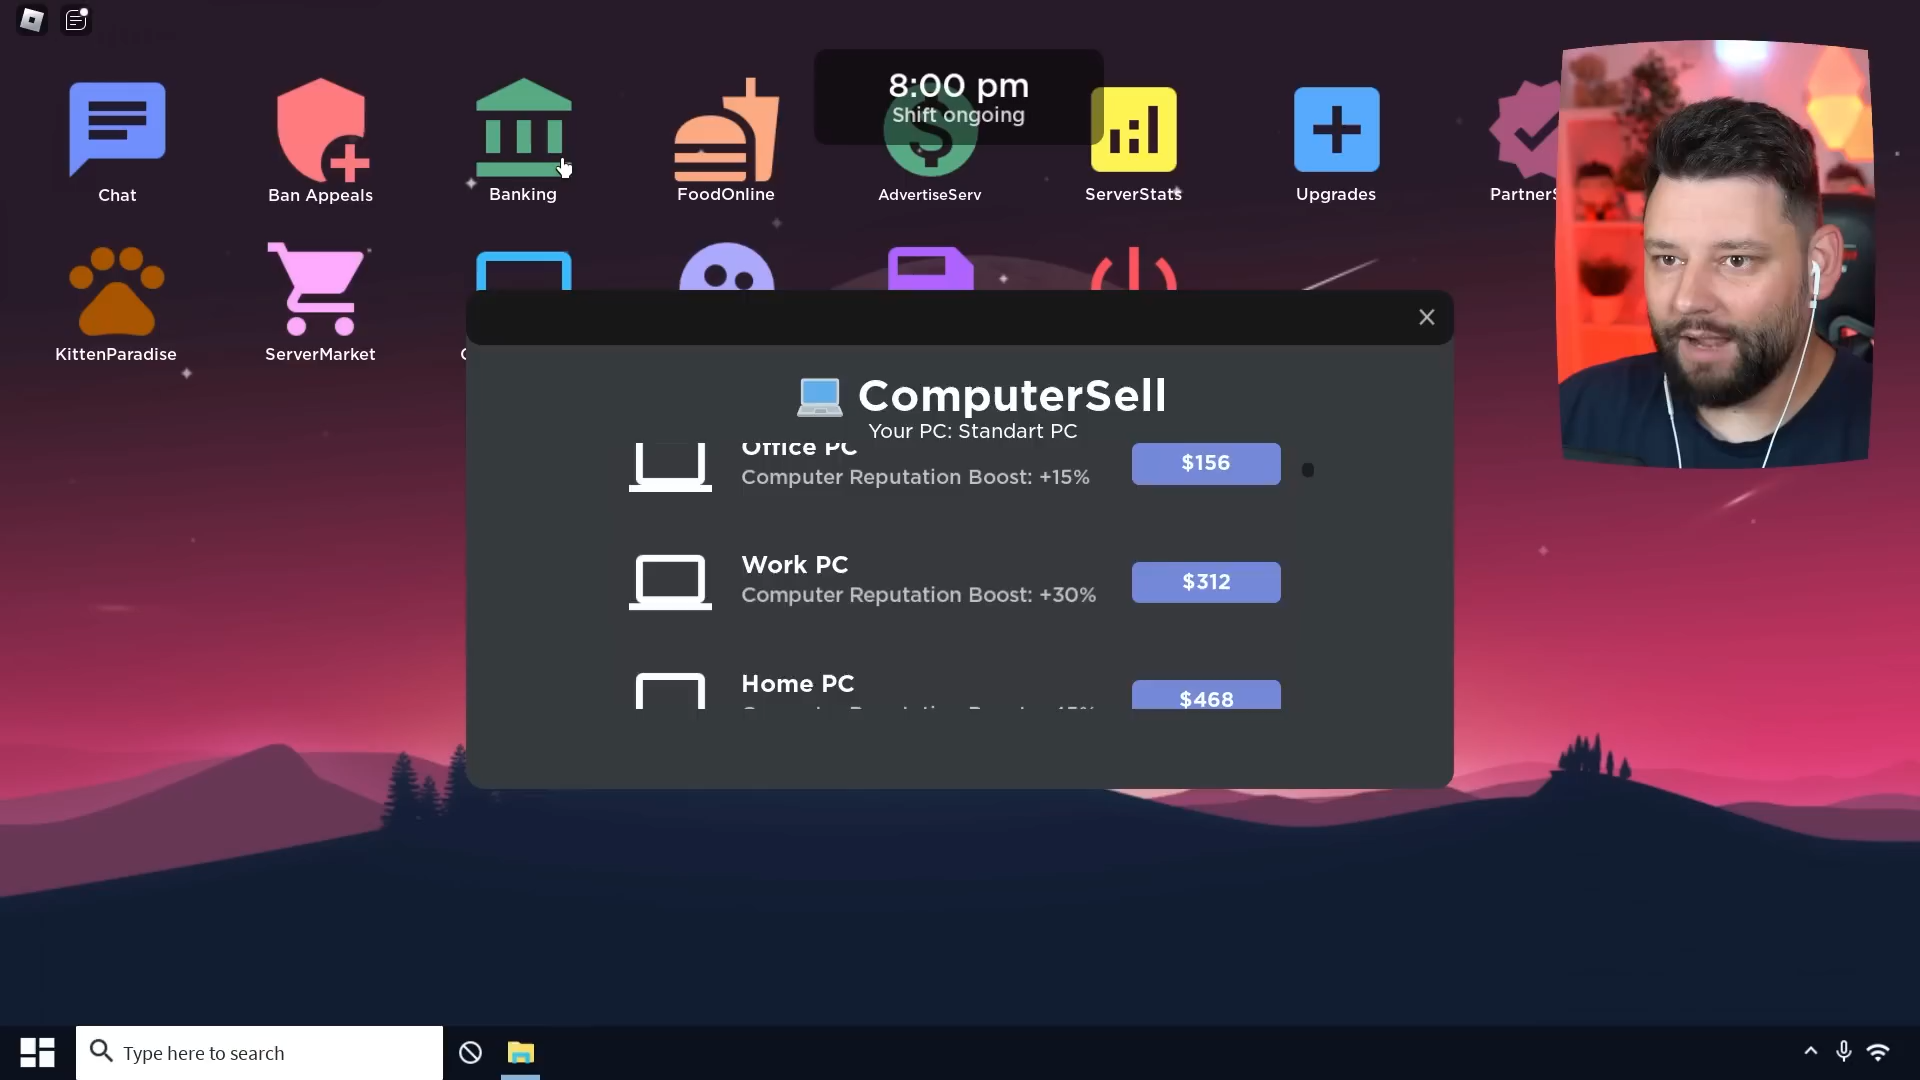 8:00 pm
Shift ongoing
Chat
Ban Appeals
Banking
FoodOnline
AdvertiseServ
ServerStats
Upgrades
KittenParadise
ServerMarket
ComputerSell
Your PC: Standart PC
Office PC
Computer Reputation Boost: +15%
$156
Work PC
Computer Reputation Boost: +30%
$312
Home PC
$468
Type here to search